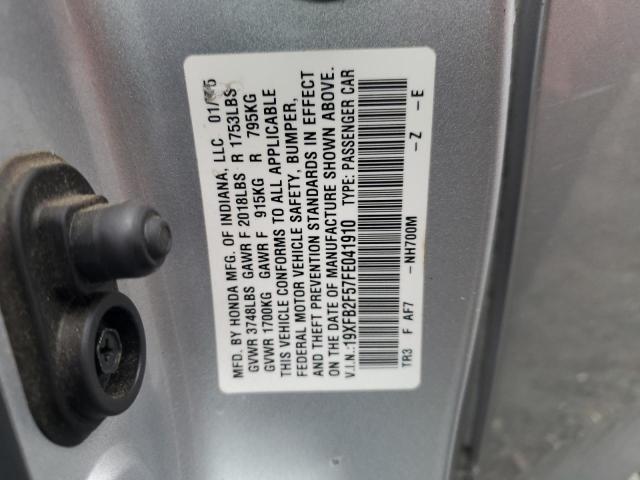 MFD. BY HONDA MFG. OF INDIANA, LLC 01/15
GVWR 3748LBS GAWR F 2018LBS R 1753LBS
GVWR 1700KG GAWR F 915KG R 795KG
THIS VEHICLE CONFORMS TO ALL APPLICABLE
FEDERAL MOTOR VEHICLE SAFETY, BUMPER,
AND THEFT PREVENTION STANDARDS IN EFFECT
ON THE DATE OF MANUFACTURE SHOWN ABOVE.
V.I.N.: 19XFB2F57FE041910 TYPE: PASSENGER CAR
TR3 F AF7 -NH700M -Z -E